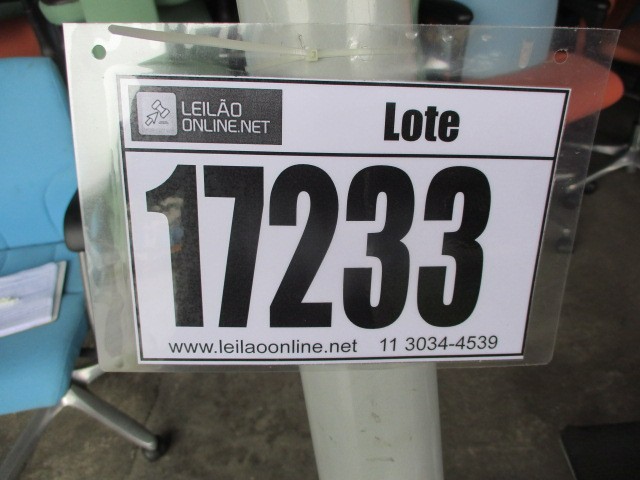 LEILÃO
ONLINE.NET
Lote
17233
www.leilaoonline.net 11 3034-4539